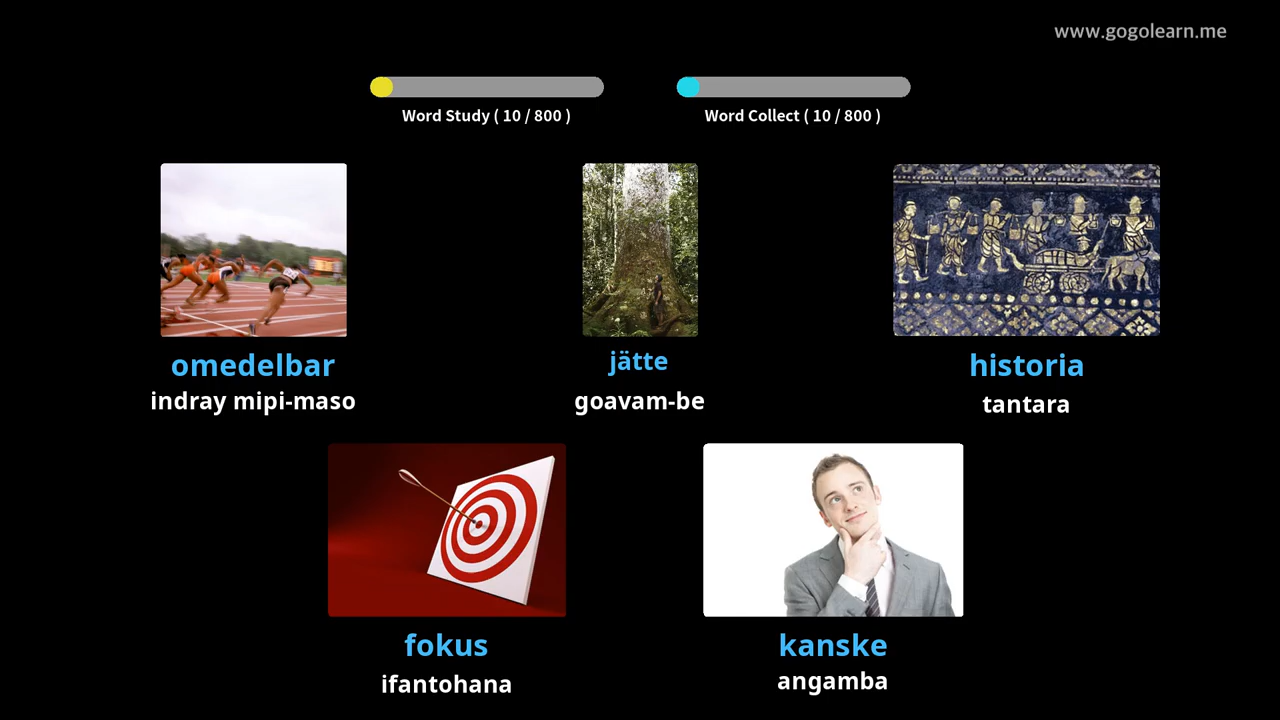 www.gogolearn.me
Word Study ( 10 / 800 )
Word Collect ( 10 / 800 )
omedelbar
indray mipi-maso
jätte
goavam-be
historia
tantara
fokus
ifantohana
kanske
angamba